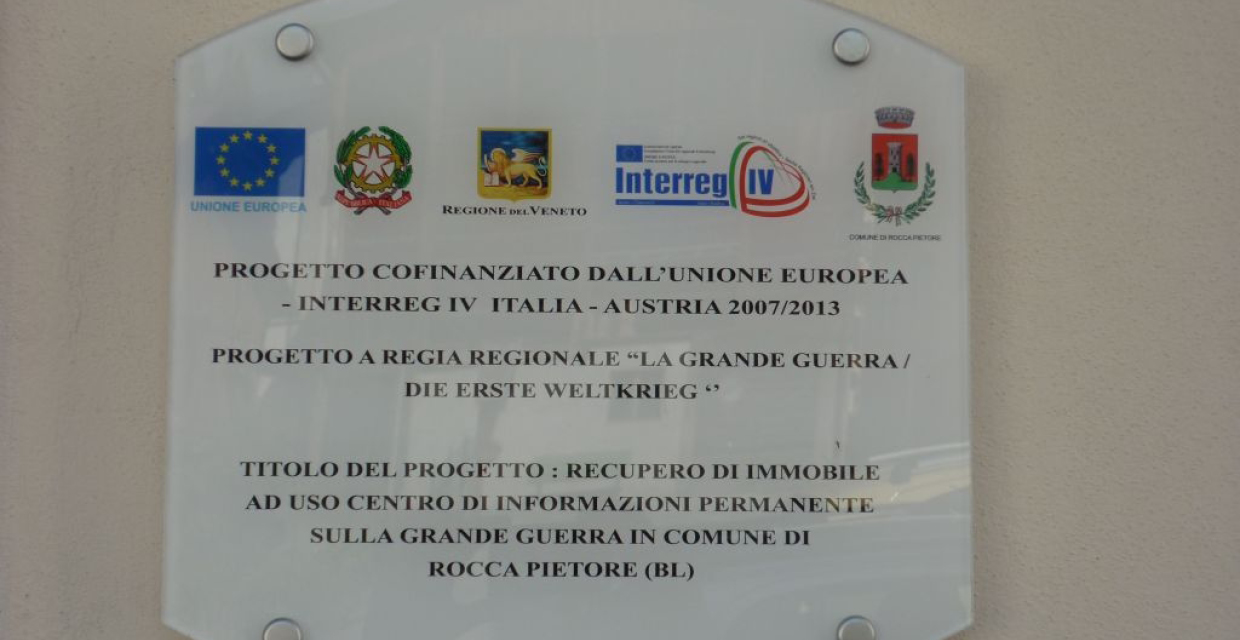 UNIONE EUROPEA
REPUBBLICA ITALIANA
REGIONE DEL VENETO
Interreg IV
COMUNE DI ROCCA PIETORE
PROGETTO COFINANZIATO DALL'UNIONE EUROPEA
- INTERREG IV ITALIA - AUSTRIA 2007/2013
PROGETTO A REGIA REGIONALE “LA GRANDE GUERRA /
DIE ERSTE WELTKRIEG ‘’
TITOLO DEL PROGETTO : RECUPERO DI IMMOBILE
AD USO CENTRO DI INFORMAZIONI PERMANENTE
SULLA GRANDE GUERRA IN COMUNE DI
ROCCA PIETORE (BL)